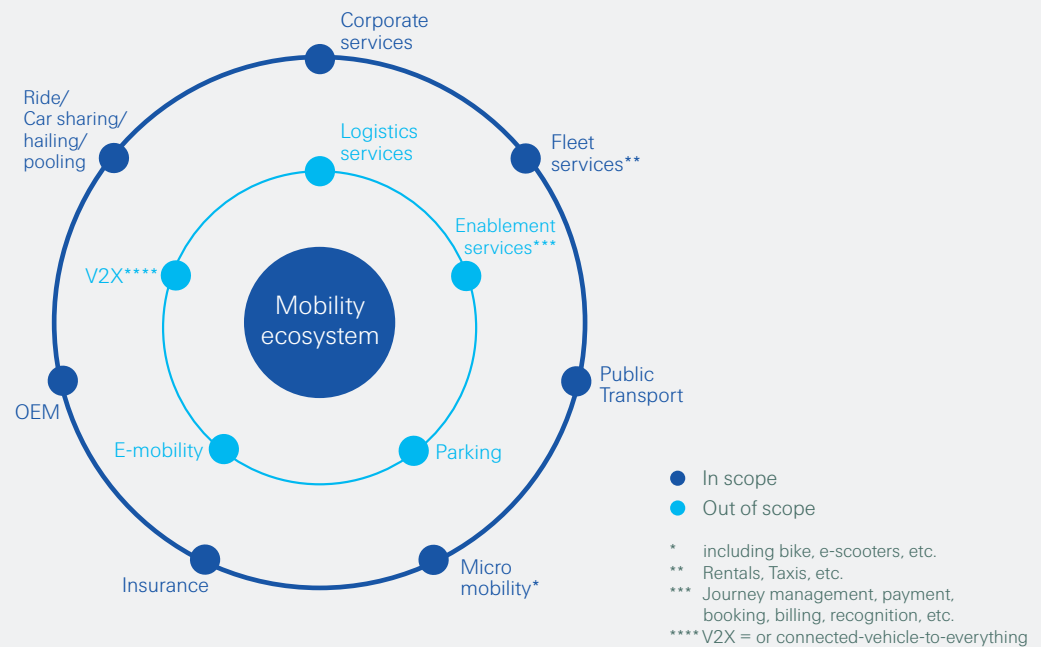 Corporate
services
Ride/
Car sharing/
hailing/
pooling
Logistics
services
Fleet
services**
Enablement
services***
V2X****
Mobility
ecosystem
Public
Transport
OEM
E-mobility
Parking
Insurance
Micro
mobility*
In scope
Out of scope
* including bike, e-scooters, etc.
** Rentals, Taxis, etc.
*** Journey management, payment,
booking, billing, recognition, etc.
**** V2X = or connected-vehicle-to-everything